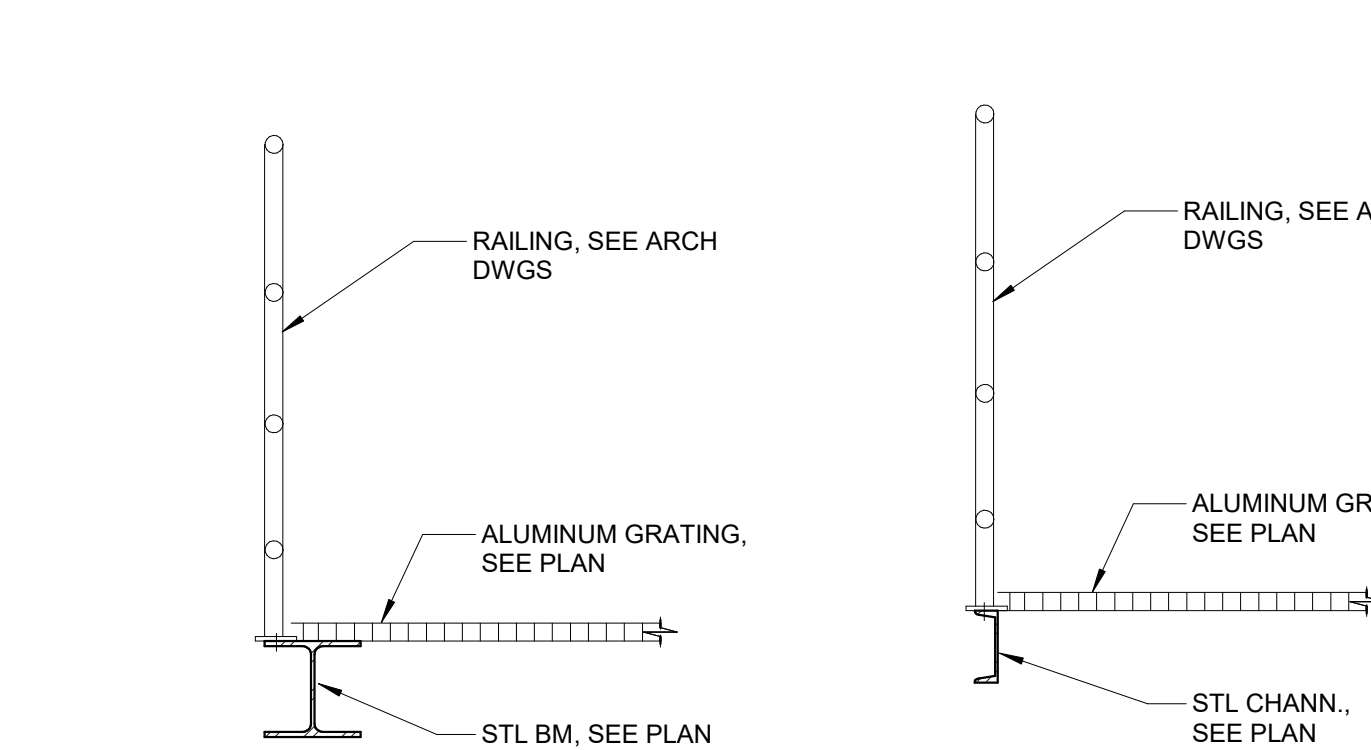 RAILING, SEE ARCH
DWGS
ALUMINUM GRATING,
SEE PLAN
STL BM, SEE PLAN
RAILING, SEE
DWGS
ALUMINUM
SEE PLAN
STL CHANN.,
SEE PLAN